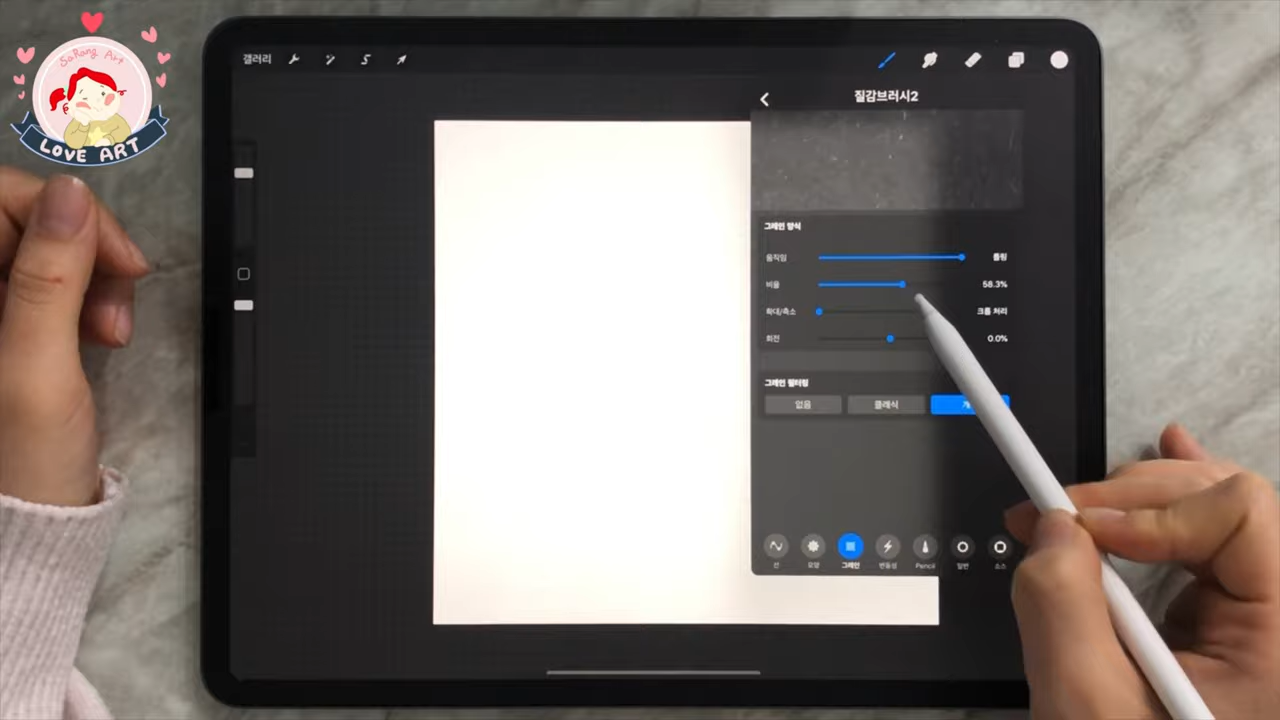 SaRang Art
LOVE ART
갤러리
질감브러시2
그레인 방식
움직임 롤링
비율 58.3%
확대/축소 크롭 처리
회전 0.0%
그레인 필터링
없음 클래식
선 모양 그레인 변동성 Pencil 일반 소스